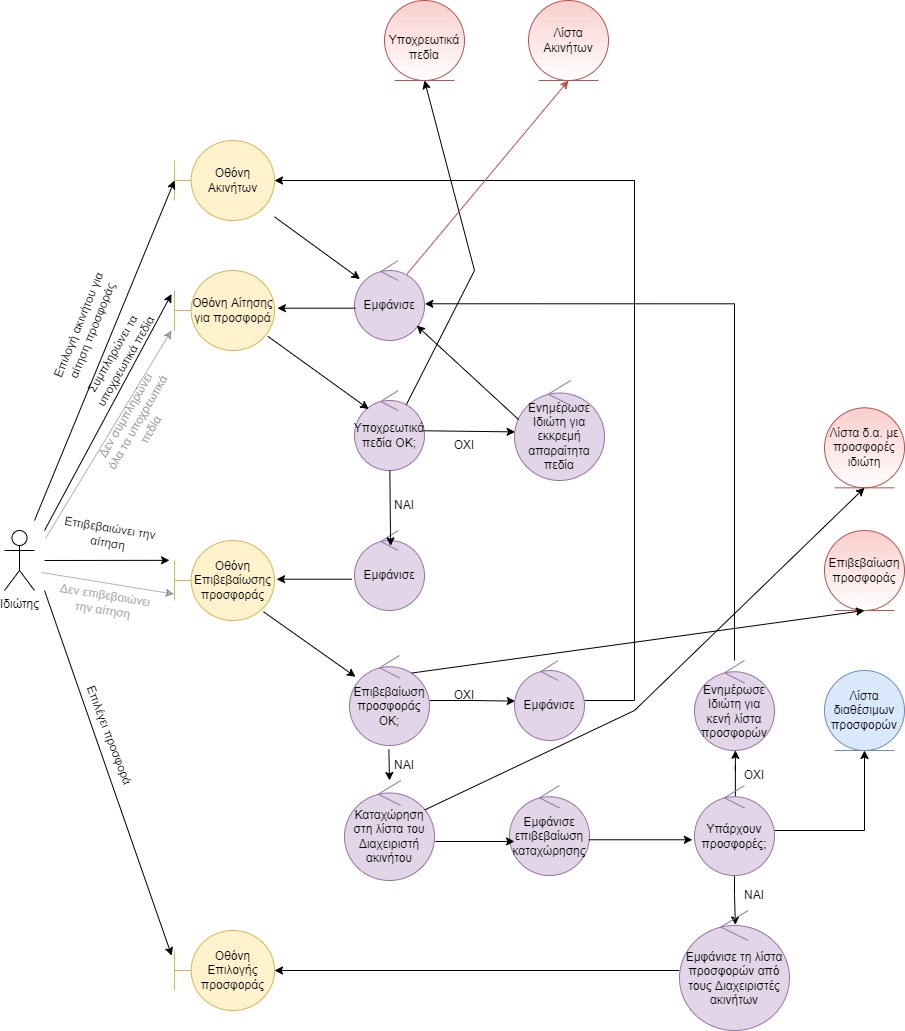 Υποχρεωτικά
πεδία
Λίστα
Ακινήτων
Οθόνη
Ακινήτων
Επιλογή ακινήτου για
αίτηση προσφοράς
Οθόνη Αίτησης
για προσφορά
Εμφάνισε
Συμπληρώνει τα
υποχρεωτικά πεδία
Δεν συμπληρώνει
όλα τα υποχρεωτικά
πεδία
Υποχρεωτικά
πεδία ΟΚ;
ΟΧΙ
Ενημέρωσε
Ιδιώτη για
εκκρεμή
απαραίτητα
πεδία
Λίστα δ.α. με
προσφορές
ιδιώτη
ΝΑΙ
Επιβεβαιώνει την
αίτηση
Ιδιώτης
Δεν επιβεβαιώνει
την αίτηση
Οθόνη
Επιβεβαίωσης
προσφοράς
Εμφάνισε
Επιβεβαίωση
προσφοράς
Επιλέγει προσφορά
Επιβεβαίωση
προσφοράς
ΟΚ;
ΟΧΙ
Εμφάνισε
Ενημέρωσε
Ιδιώτη για
κενή λίστα
προσφορών
Λίστα
διαθέσιμων
προσφορών
ΝΑΙ
ΟΧΙ
Καταχώρηση
στη λίστα του
Διαχειριστή
ακινήτου
Εμφάνισε
επιβεβαίωση
καταχώρησης
Υπάρχουν
προσφορές;
ΝΑΙ
Οθόνη
Επιλογής
προσφοράς
Εμφάνισε τη λίστα
προσφορών από
τους Διαχειριστές
ακινήτων